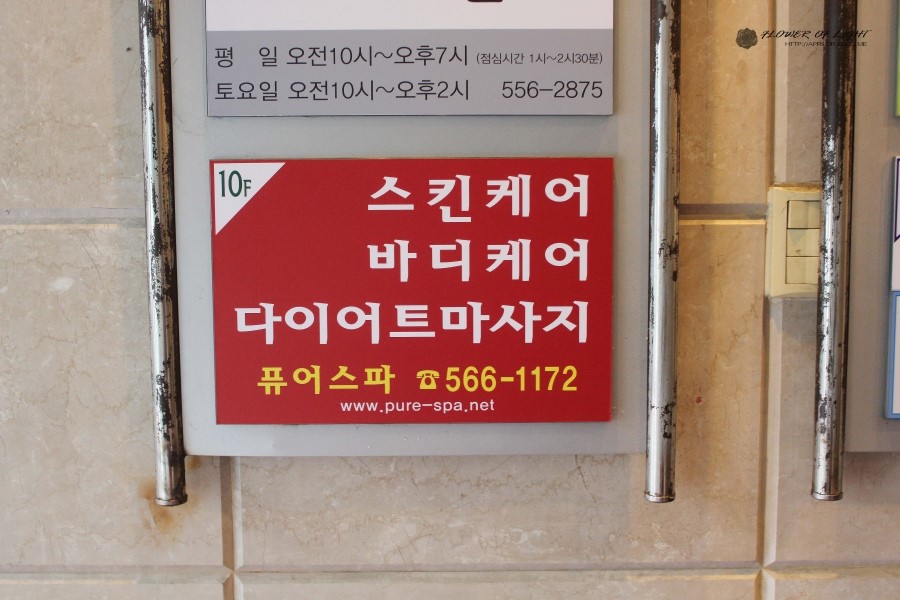 평 일 오전10시~오후7시 (점심시간 1시~2시30분)
토요일 오전10시~오후2시 556-2875
10F
스킨케어
바디케어
다이어트마사지
퓨어스파 ☎566-1172
www.pure-spa.net
FLOWER OF LIGHT